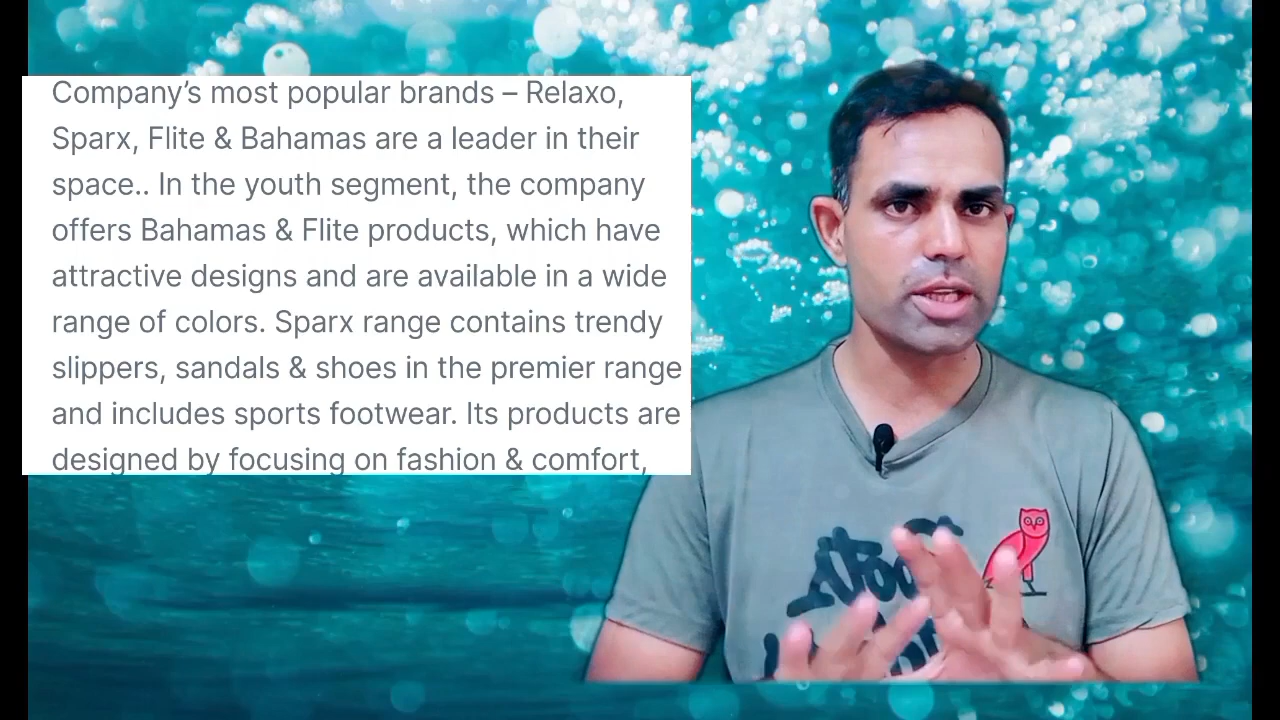 Company’s most popular brands – Relaxo,
Sparx, Flite & Bahamas are a leader in their
space.. In the youth segment, the company
offers Bahamas & Flite products, which have
attractive designs and are available in a wide
range of colors. Sparx range contains trendy
slippers, sandals & shoes in the premier range
and includes sports footwear. Its products are
designed by focusing on fashion & comfort,